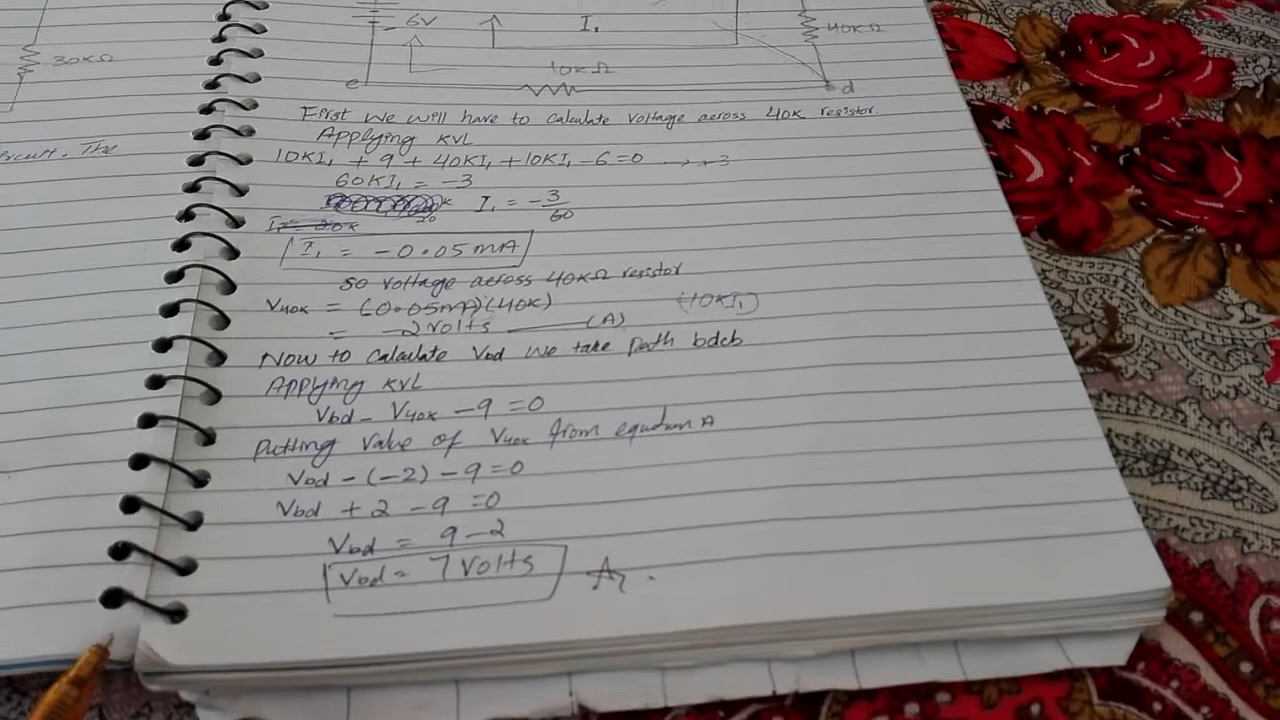 6V
I₁
40KΩ
30KΩ
10KΩ
e
d
First we will have to calculate voltage across 40K resistor.
Applying KVL
10KI₁ + 9 + 40KI₁ + 10KI₁ - 6 = 0
60KI₁ = -3
I₁ = -3/60
I₁ = -0.05mA
so voltage across 40KΩ resistor
V40K = (0.05mA)(40K)
(10KI₁)
= -2 volts (A)
Now to calculate Vbd we take path bdcb
Applying KVL
Vbd - V40K - 9 = 0
Putting value of V40K from equation A
Vbd - (-2) - 9 = 0
Vbd + 2 - 9 = 0
Vbd = 9 - 2
Vbd = 7 volts
circuit. The